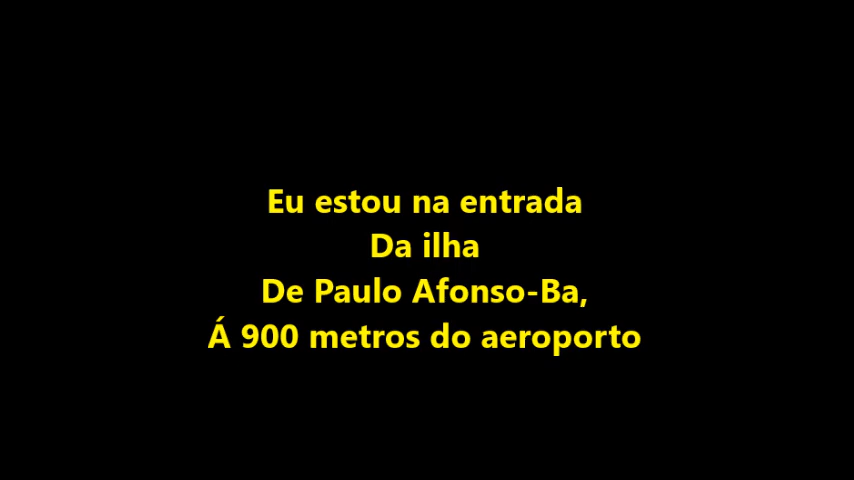 Eu estou na entrada
Da ilha
De Paulo Afonso-Ba,
Á 900 metros do aeroporto